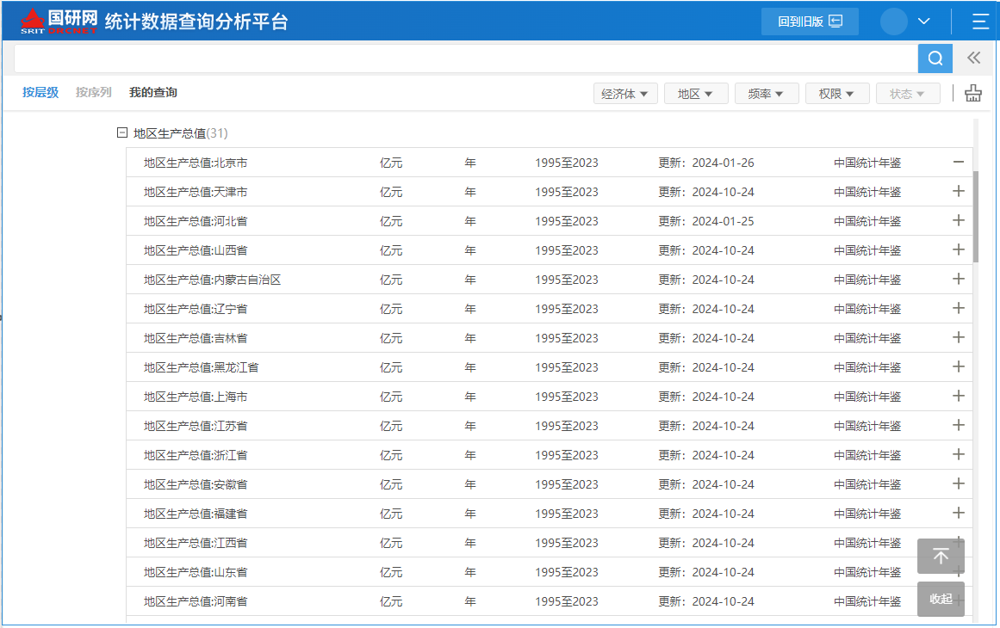 国研网 统计数据查询分析平台 回到旧版
SRIT DRCNET
按层级 按序列 我的查询 经济体 地区 频率 权限 状态
地区生产总值(31)
地区生产总值:北京市 亿元 年 1995至2023 更新：2024-01-26 中国统计年鉴
地区生产总值:天津市 亿元 年 1995至2023 更新：2024-10-24 中国统计年鉴
地区生产总值:河北省 亿元 年 1995至2023 更新：2024-01-25 中国统计年鉴
地区生产总值:山西省 亿元 年 1995至2023 更新：2024-10-24 中国统计年鉴
地区生产总值:内蒙古自治区 亿元 年 1995至2023 更新：2024-10-24 中国统计年鉴
地区生产总值:辽宁省 亿元 年 1995至2023 更新：2024-10-24 中国统计年鉴
地区生产总值:吉林省 亿元 年 1995至2023 更新：2024-10-24 中国统计年鉴
地区生产总值:黑龙江省 亿元 年 1995至2023 更新：2024-10-24 中国统计年鉴
地区生产总值:上海市 亿元 年 1995至2023 更新：2024-10-24 中国统计年鉴
地区生产总值:江苏省 亿元 年 1995至2023 更新：2024-10-24 中国统计年鉴
地区生产总值:浙江省 亿元 年 1995至2023 更新：2024-10-24 中国统计年鉴
地区生产总值:安徽省 亿元 年 1995至2023 更新：2024-10-24 中国统计年鉴
地区生产总值:福建省 亿元 年 1995至2023 更新：2024-10-24 中国统计年鉴
地区生产总值:江西省 亿元 年 1995至2023 更新：2024-10-24 中国统计年鉴
地区生产总值:山东省 亿元 年 1995至2023 更新：2024-10-24 中国统计年鉴
地区生产总值:河南省 亿元 年 1995至2023 更新：2024-10-24 中国统计年鉴
收起